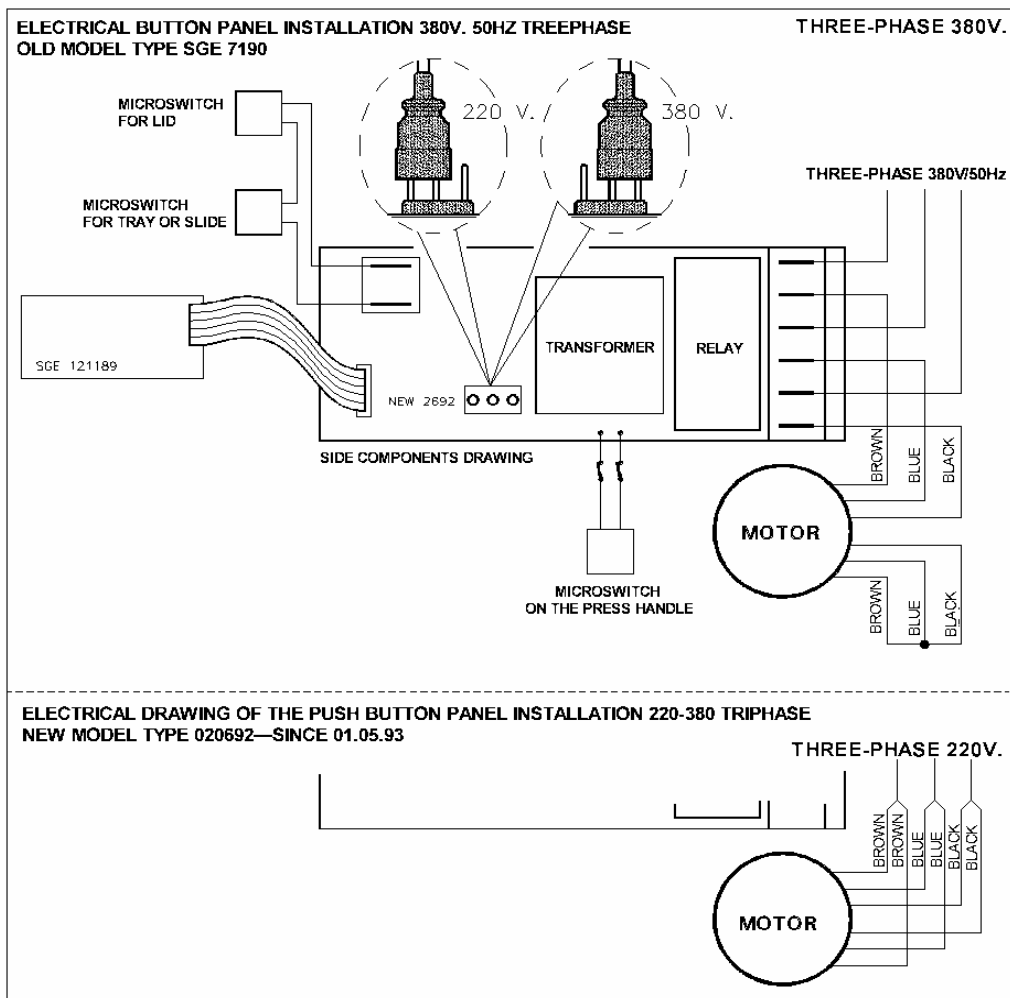 ELECTRICAL BUTTON PANEL INSTALLATION 380V. 50HZ TREEPHASE
OLD MODEL TYPE SGE 7190
THREE-PHASE 380V.
MICROSWITCH
FOR LID
220 V.
380 V.
THREE-PHASE 380V/50Hz
MICROSWITCH
FOR TRAY OR SLIDE
SGE 121189
NEW 2692
TRANSFORMER
RELAY
SIDE COMPONENTS DRAWING
BROWN
BLUE
BLACK
MOTOR
MICROSWITCH
ON THE PRESS HANDLE
BROWN
BLUE
BLACK
ELECTRICAL DRAWING OF THE PUSH BUTTON PANEL INSTALLATION 220-380 TRIPHASE
NEW MODEL TYPE 020692—SINCE 01.05.93
THREE-PHASE 220V.
BROWN
BROWN
BLUE
BLUE
BLACK
BLACK
MOTOR